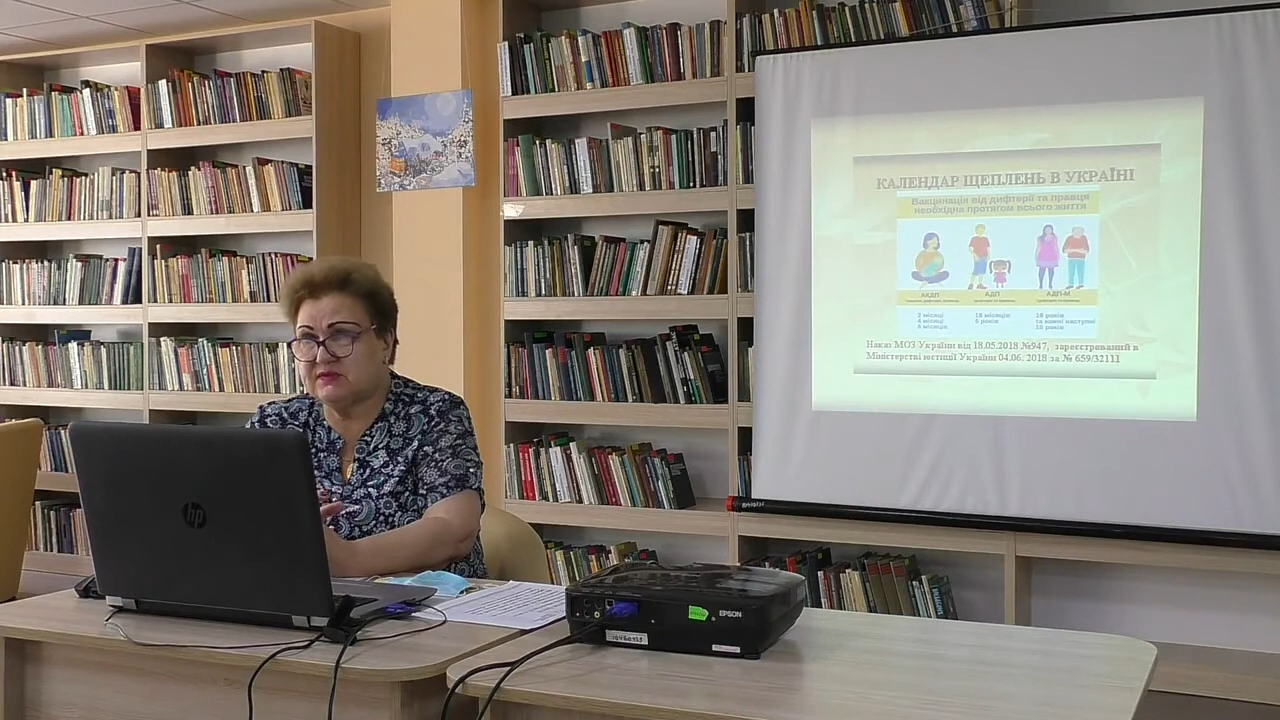 КАЛЕНДАР ЩЕПЛЕНЬ В УКРАЇНІ
Вакцинація від дифтерії та правця
необхідна протягом всього життя
АКДП
АДП
АДП-М
2 місяці
4 місяці
6 місяців
18 місяців
6 років
16 років
та кожні наступні
10 років
Наказ МОЗ України від 18.05.2018 №947, зареєстрований в
Міністерстві юстиції України 04.06. 2018 за № 659/32111
hp
EPSON